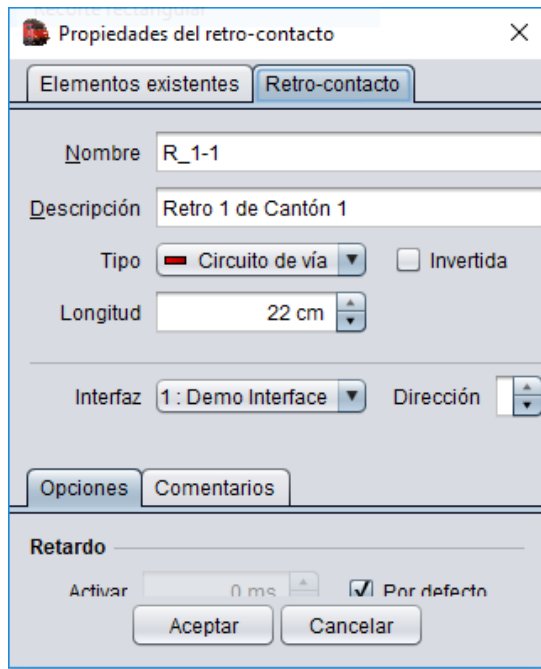 Recorte rectangular
Propiedades del retro-contacto
Elementos existentes Retro-contacto
Nombre R_1-1
Descripción Retro 1 de Cantón 1
Tipo Circuito de vía Invertida
Longitud 22 cm
Interfaz 1 : Demo Interface Dirección
Opciones Comentarios
Retardo
Activar 0 ms Por defecto
Aceptar Cancelar